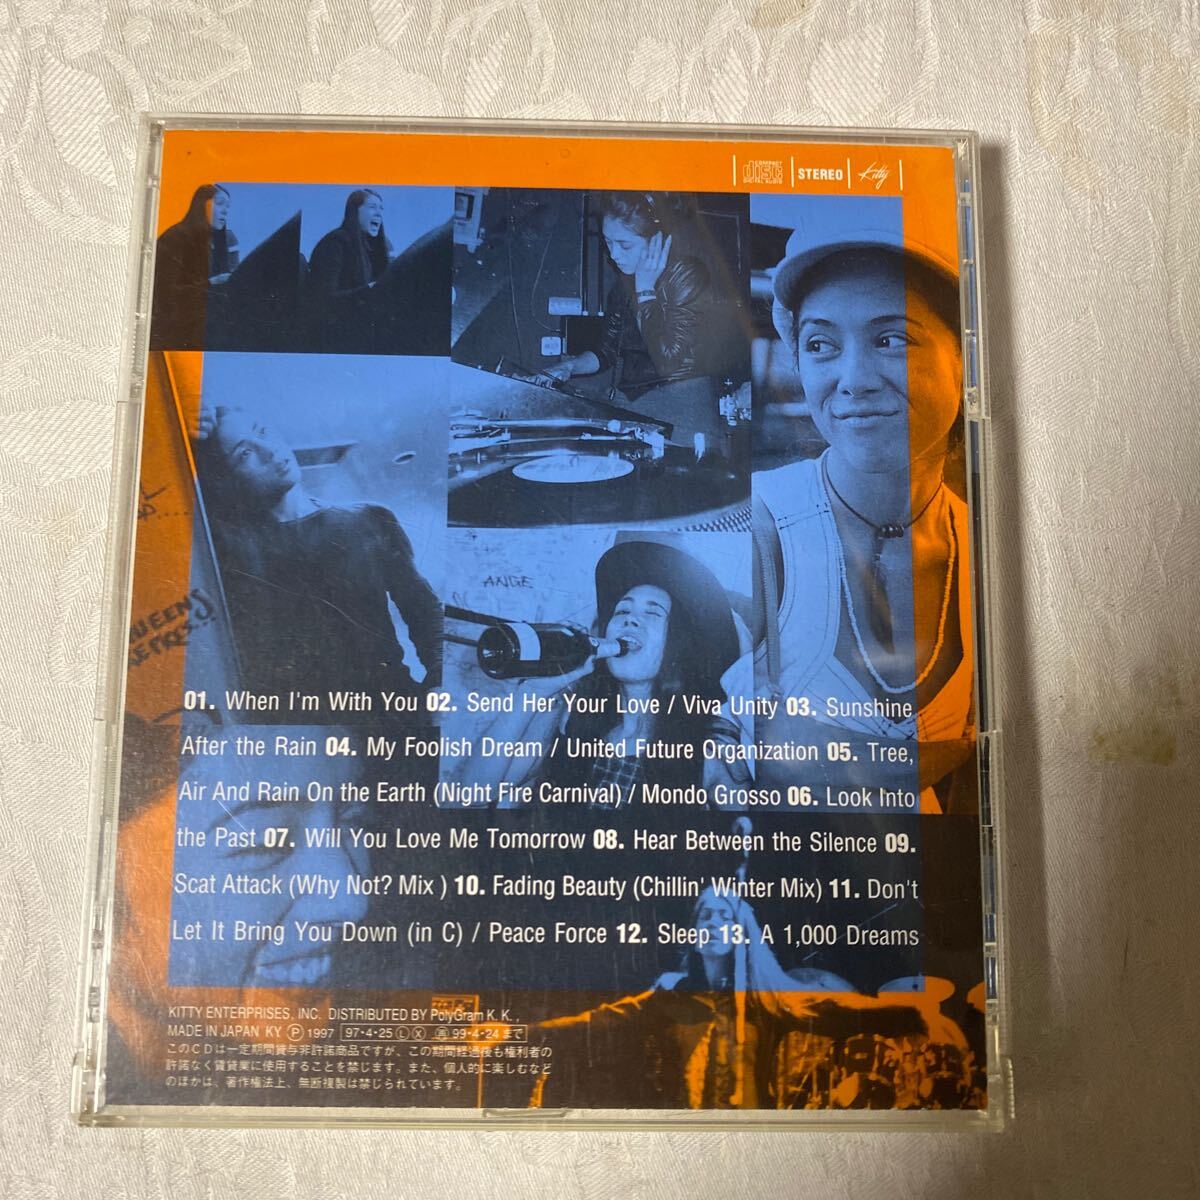 COMPACT
disc
DIGITAL AUDIO
STEREO
Kitty
ANGE
QUEENS
01. When I'm With You 02. Send Her Your Love / Viva Unity 03. Sunshine
After the Rain 04. My Foolish Dream / United Future Organization 05. Tree,
Air And Rain On the Earth (Night Fire Carnival) / Mondo Grosso 06. Look Into
the Past 07. Will You Love Me Tomorrow 08. Hear Between the Silence 09.
Scat Attack (Why Not? Mix ) 10. Fading Beauty (Chillin' Winter Mix) 11. Don't
Let It Bring You Down (in C) / Peace Force 12. Sleep 13. A 1,000 Dreams
KITTY ENTERPRISES, INC. DISTRIBUTED BY PolyGram K. K. ,
MADE IN JAPAN KY Ⓟ 1997 97・4・25 Ⓛ Ⓧ ㊢ 99・4・24 まで
このCDは一定期間貸与非許諾商品ですが、この期間経過後も権利者の
許諾なく賃貸業に使用することを禁じます。また、個人的に楽しむなど
のほかは、著作権法上、無断複製は禁じられています。